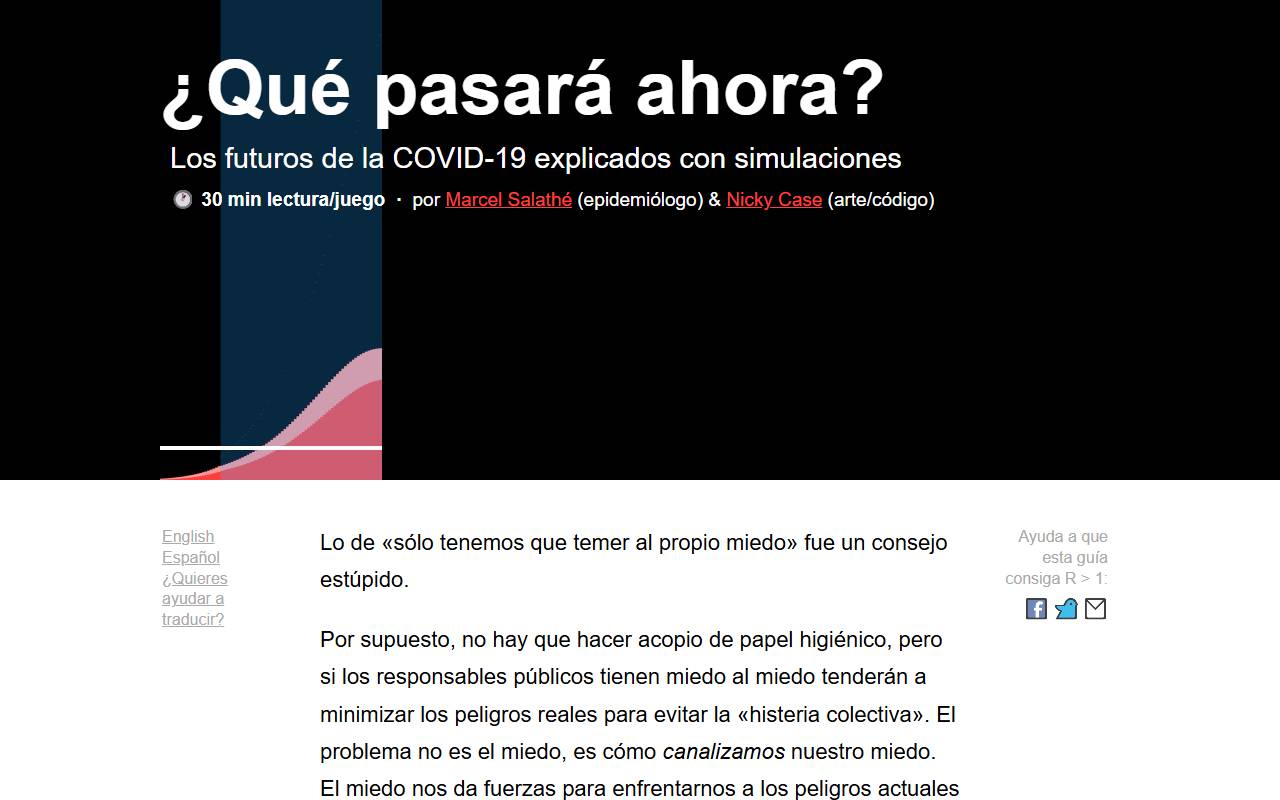 ¿Qué pasará ahora?
Los futuros de la COVID-19 explicados con simulaciones
30 min lectura/juego · por Marcel Salathé (epidemiólogo) & Nicky Case (arte/código)
English
Español
¿Quieres
ayudar a
traducir?
Lo de «sólo tenemos que temer al propio miedo» fue un consejo
estúpido.
Por supuesto, no hay que hacer acopio de papel higiénico, pero
si los responsables públicos tienen miedo al miedo tenderán a
minimizar los peligros reales para evitar la «histeria colectiva». El
problema no es el miedo, es cómo canalizamos nuestro miedo.
El miedo nos da fuerzas para enfrentarnos a los peligros actuales
Ayuda a que
esta guía
consiga R > 1: